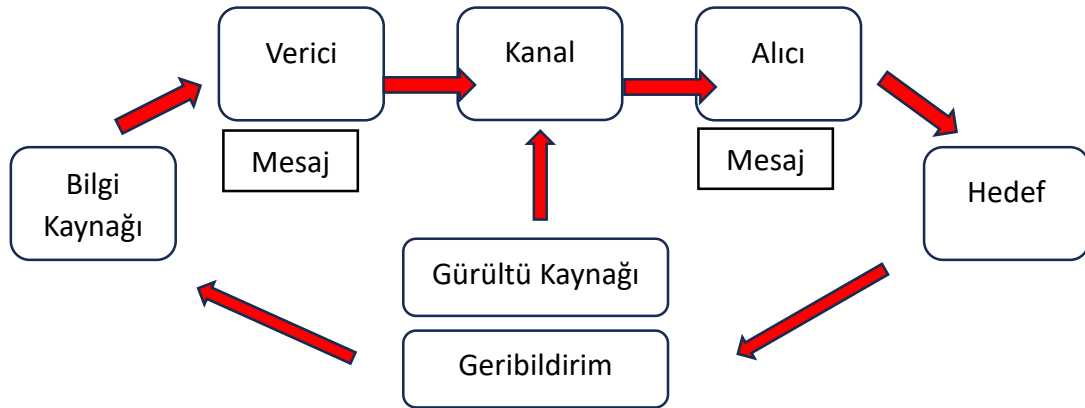 Verici
Kanal
Alıcı
Mesaj
Mesaj
Bilgi
Kaynağı
Hedef
Gürültü Kaynağı
Geribildirim